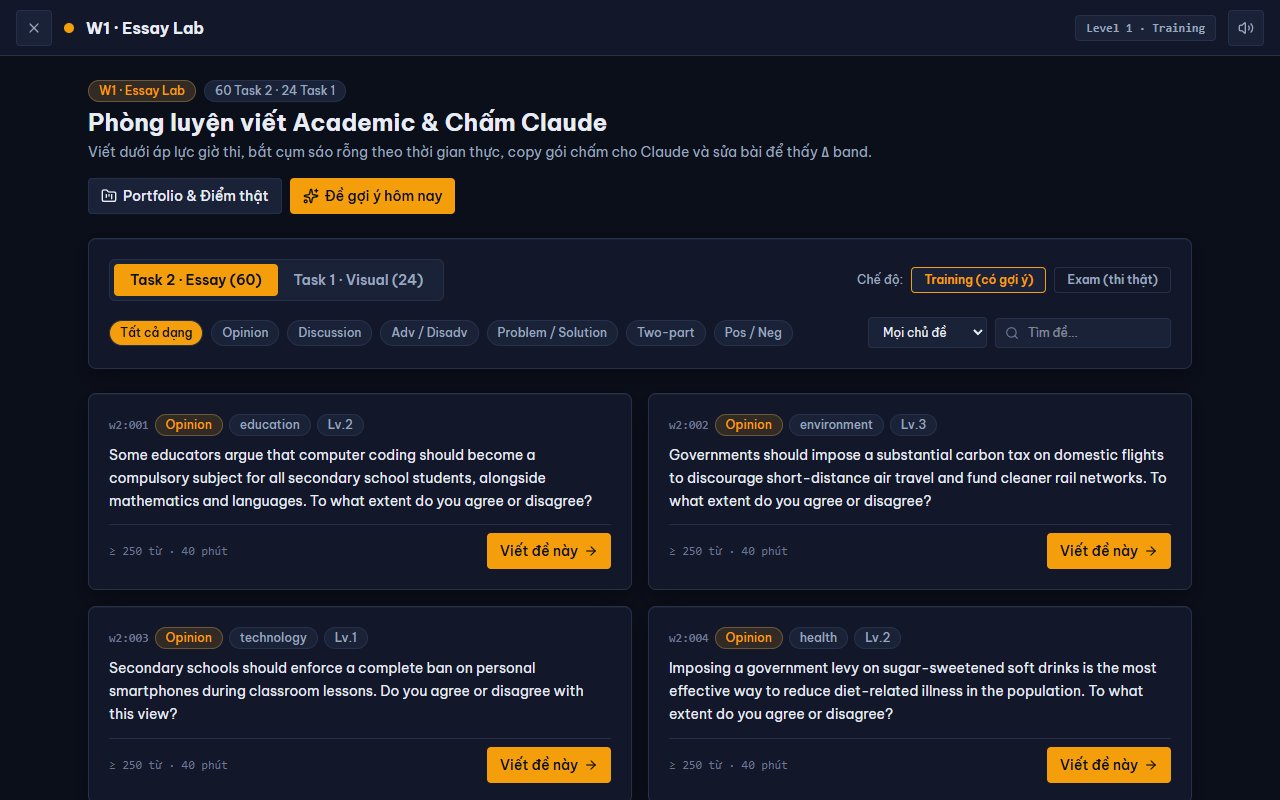 W1 · Essay Lab
Level 1 · Training
W1 · Essay Lab
60 Task 2 · 24 Task 1
Phòng luyện viết Academic & Chấm Claude
Viết dưới áp lực giờ thi, bắt cụm sáo rỗng theo thời gian thực, copy gói chấm cho Claude và sửa bài để thấy Δ band.
Portfolio & Điểm thật
Đề gợi ý hôm nay
Task 2 · Essay (60)
Task 1 · Visual (24)
Chế độ:
Training (có gợi ý)
Exam (thi thật)
Tất cả dạng
Opinion
Discussion
Adv / Disadv
Problem / Solution
Two-part
Pos / Neg
Mọi chủ đề
Tìm đề...
w2:001 Opinion education Lv.2
Some educators argue that computer coding should become a
compulsory subject for all secondary school students, alongside
mathematics and languages. To what extent do you agree or disagree?
≥ 250 từ · 40 phút
Viết đề này →
w2:002 Opinion environment Lv.3
Governments should impose a substantial carbon tax on domestic flights
to discourage short-distance air travel and fund cleaner rail networks. To
what extent do you agree or disagree?
≥ 250 từ · 40 phút
Viết đề này →
w2:003 Opinion technology Lv.1
Secondary schools should enforce a complete ban on personal
smartphones during classroom lessons. Do you agree or disagree with
this view?
≥ 250 từ · 40 phút
Viết đề này →
w2:004 Opinion health Lv.2
Imposing a government levy on sugar-sweetened soft drinks is the most
effective way to reduce diet-related illness in the population. To what
extent do you agree or disagree?
≥ 250 từ · 40 phút
Viết đề này →